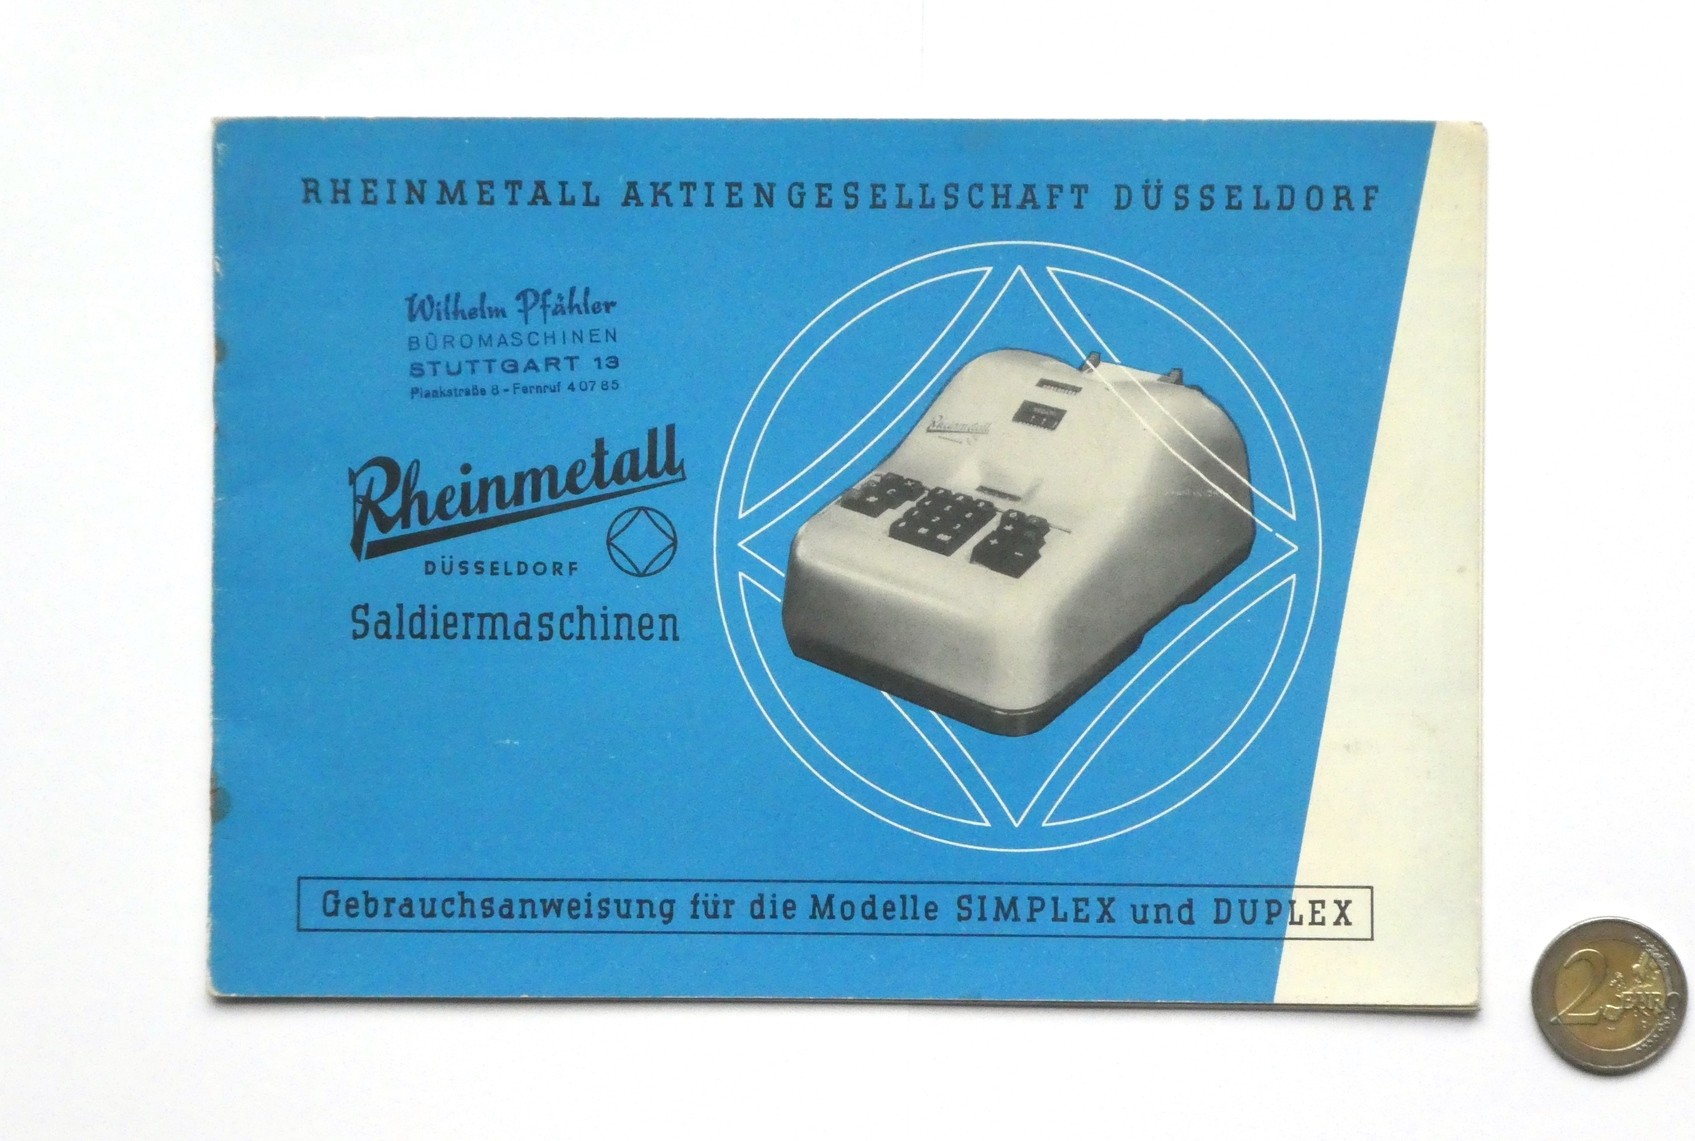 RHEINMETALL AKTIENGESELLSCHAFT DÜSSELDORF
Wilhelm Pfähler
BÜROMASCHINEN
STUTTGART 13
Plankstraße 8 - Fernruf 4 07 85
Rheinmetall
DÜSSELDORF
Saldiermaschinen
Rheinmetall
Gebrauchsanweisung für die Modelle SIMPLEX und DUPLEX
2 EURO